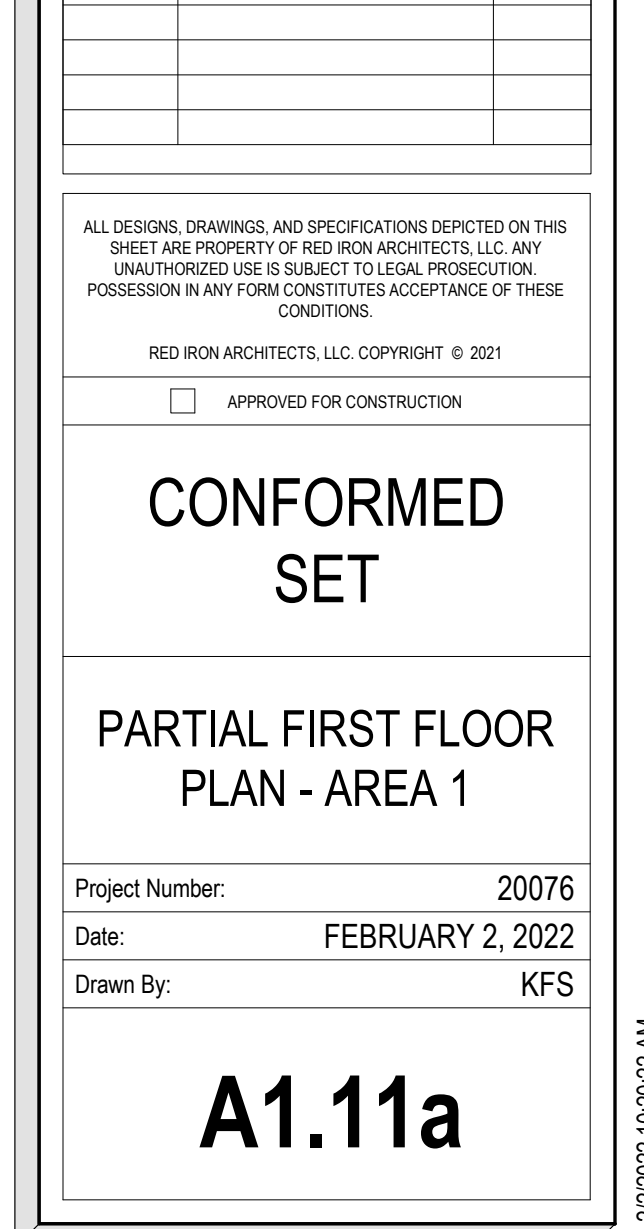 ALL DESIGNS, DRAWINGS, AND SPECIFICATIONS DEPICTED ON THIS
SHEET ARE PROPERTY OF RED IRON ARCHITECTS, LLC. ANY
UNAUTHORIZED USE IS SUBJECT TO LEGAL PROSECUTION.
POSSESSION IN ANY FORM CONSTITUTES ACCEPTANCE OF THESE
CONDITIONS.
RED IRON ARCHITECTS, LLC. COPYRIGHT © 2021
APPROVED FOR CONSTRUCTION
CONFORMED
SET
PARTIAL FIRST FLOOR
PLAN - AREA 1
Project Number: 20076
Date: FEBRUARY 2, 2022
Drawn By: KFS
A1.11a
AM